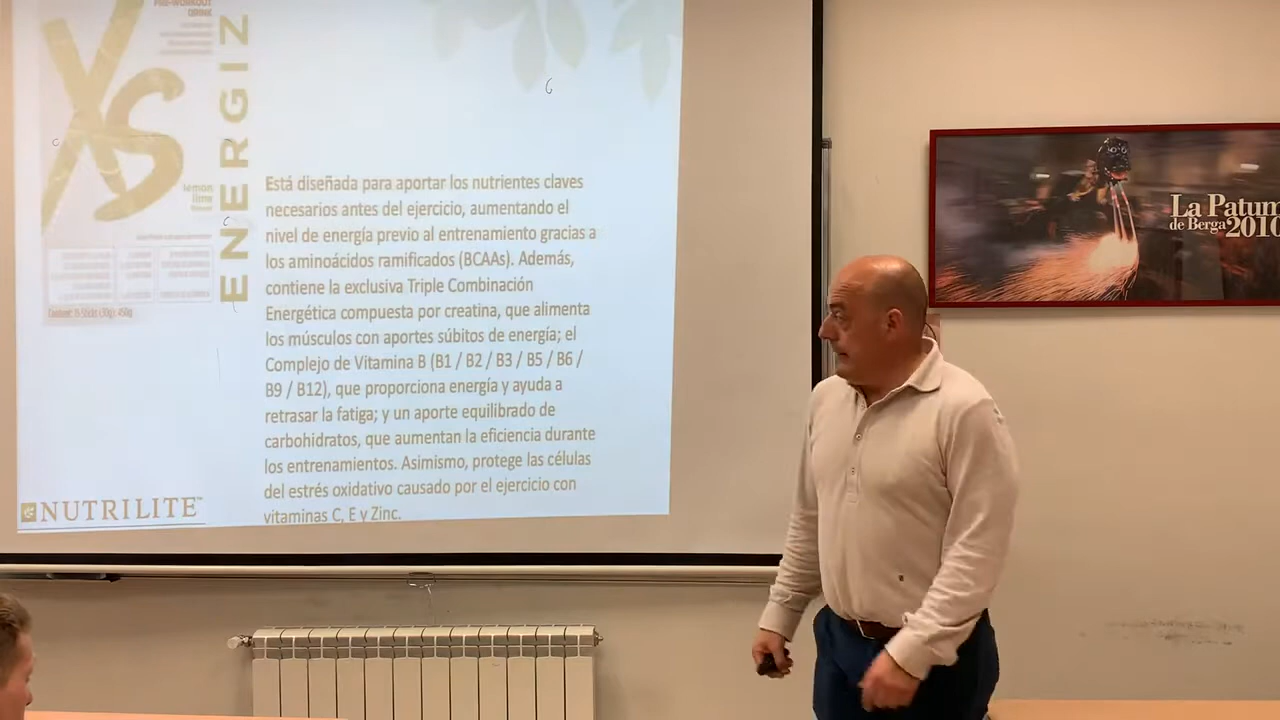 PRE-WORKOUT
DRINK
XS
ENERGIZ
lemon
lime
Está diseñada para aportar los nutrientes claves
necesarios antes del ejercicio, aumentando el
nivel de energía previo al entrenamiento gracias a
los aminoácidos ramificados (BCAAs). Además,
contiene la exclusiva Triple Combinación
Energética compuesta por creatina, que alimenta
los músculos con aportes súbitos de energía; el
Complejo de Vitamina B (B1 / B2 / B3 / B5 / B6 /
B9 / B12), que proporciona energía y ayuda a
retrasar la fatiga; y un aporte equilibrado de
carbohidratos, que aumentan la eficiencia durante
los entrenamientos. Asimismo, protege las células
del estrés oxidativo causado por el ejercicio con
vitaminas C, E y Zinc.
NUTRILITE™
La Patum
de Berga 2010